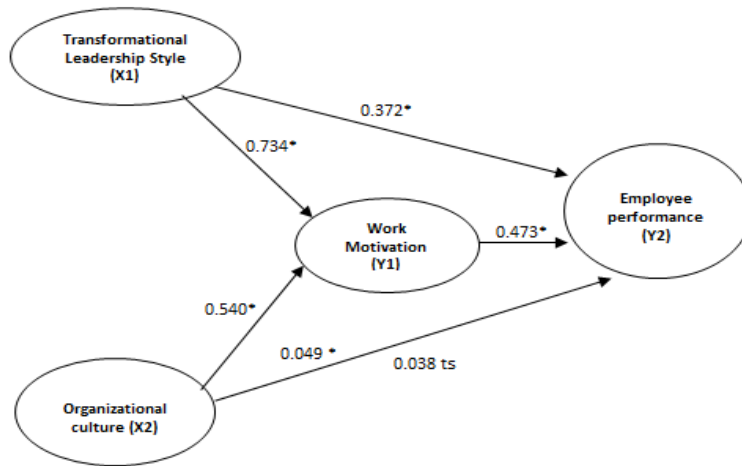 Transformational
Leadership Style
(X1)
0.372*
0.734*
Employee
performance
(Y2)
Work
Motivation
(Y1)
0.473*
0.540*
0.049 *
0.038 ts
Organizational
culture (X2)